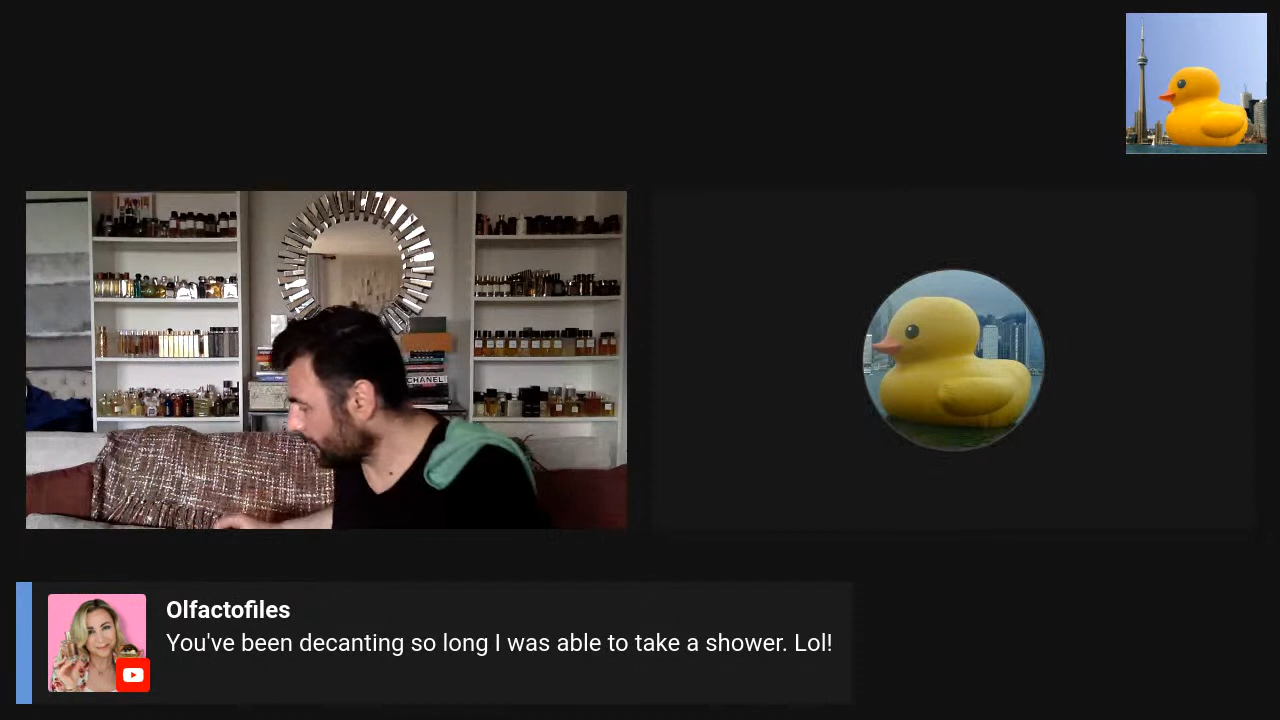 CHANEL
Olfactofiles
You've been decanting so long I was able to take a shower. Lol!